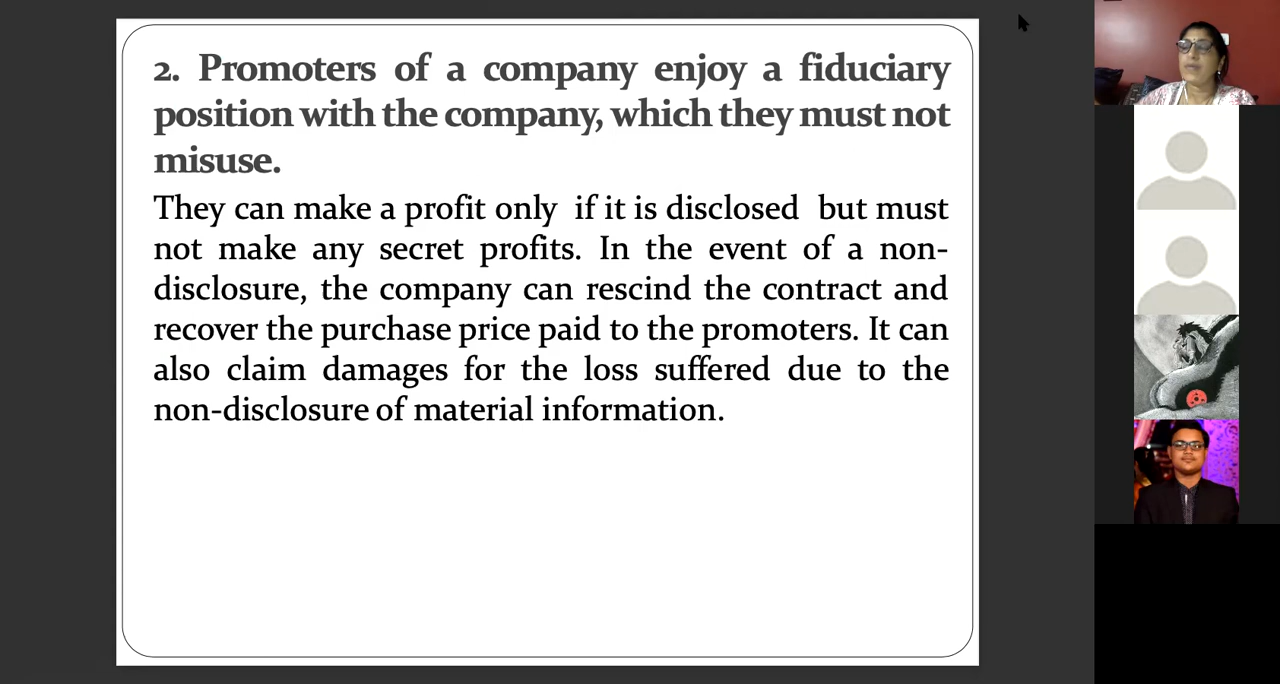 2. Promoters of a company enjoy a fiduciary
position with the company, which they must not
misuse.
They can make a profit only if it is disclosed but must
not make any secret profits. In the event of a non-
disclosure, the company can rescind the contract and
recover the purchase price paid to the promoters. It can
also claim damages for the loss suffered due to the
non-disclosure of material information.